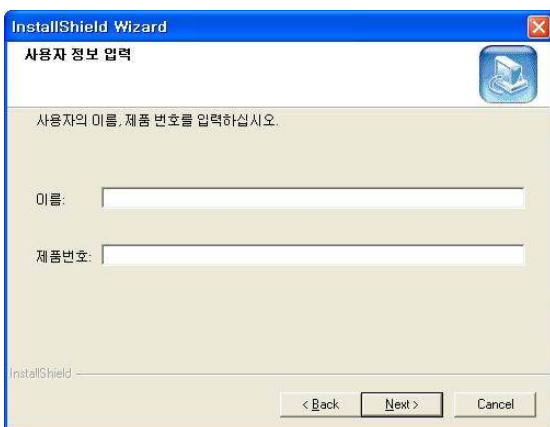 InstallShield Wizard
사용자 정보 입력
사용자의 이름, 제품 번호를 입력하십시오.
이름:
제품번호:
InstallShield
< Back Next > Cancel